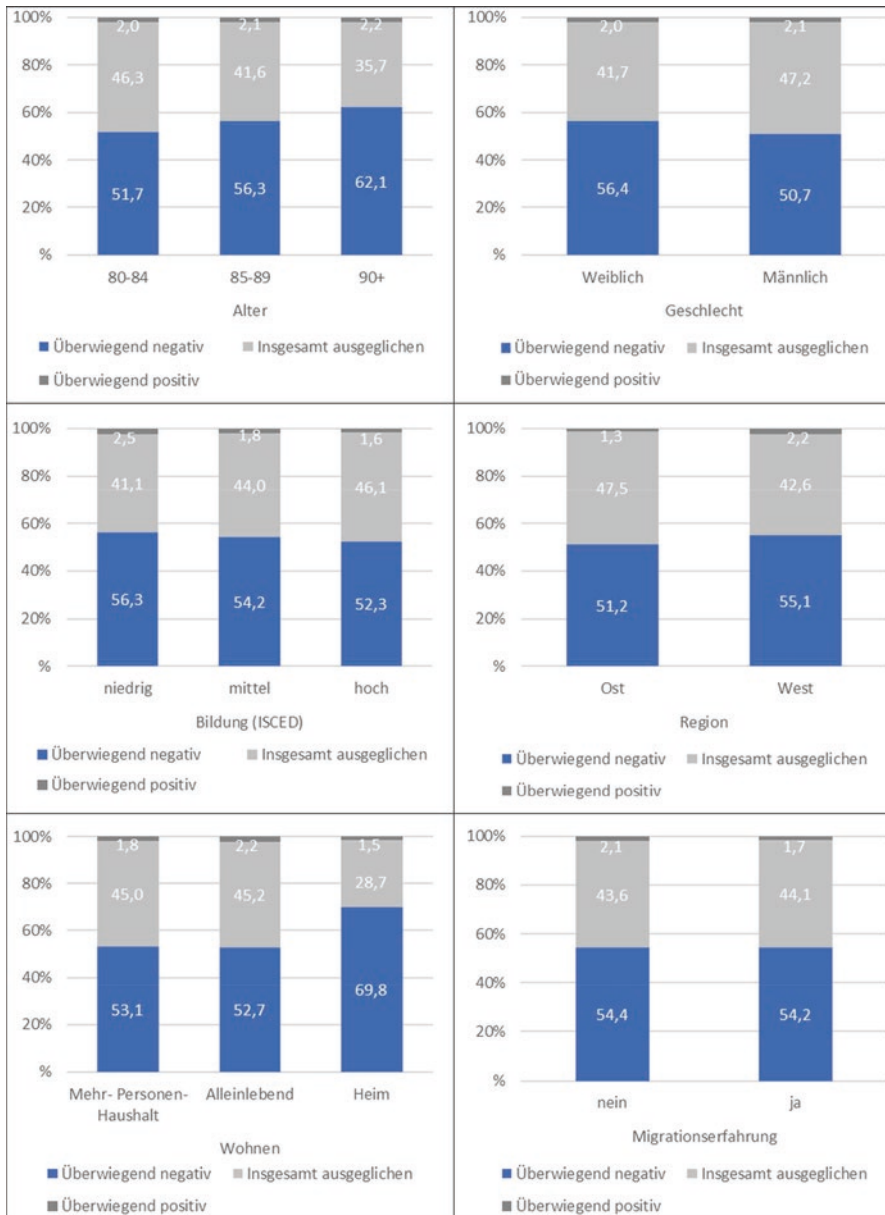 100%
2,0 2,1 2,2
80%
46,3 41,6 35,7
60%
40%
51,7 56,3 62,1
20%
%
80-84 85-89 90+
Alter
Überwiegend negativ Insgesamt ausgeglichen
Überwiegend positiv
100%
2,0 2,1
80%
41,7 47,2
60%
40%
56,4 50,7
20%
%
Weiblich Männlich
Geschlecht
Überwiegend negativ Insgesamt ausgeglichen
Überwiegend positiv
100%
2,5 1,8 1,6
80%
41,1 44,0 46,1
60%
40%
56,3 54,2 52,3
20%
%
niedrig mittel hoch
Bildung (ISCED)
Überwiegend negativ Insgesamt ausgeglichen
Überwiegend positiv
100%
1,3 2,2
80%
47,5 42,6
60%
40%
51,2 55,1
20%
%
Ost West
Region
Überwiegend negativ Insgesamt ausgeglichen
Überwiegend positiv
100%
1,8 2,2 1,5
80%
45,0 45,2 28,7
60%
40%
53,1 52,7 69,8
20%
%
Mehr- Personen- Alleinlebend Heim
Haushalt
Wohnen
Überwiegend negativ Insgesamt ausgeglichen
Überwiegend positiv
100%
2,1 1,7
80%
43,6 44,1
60%
40%
54,4 54,2
20%
%
nein ja
Migrationserfahrung
Überwiegend negativ Insgesamt ausgeglichen
Überwiegend positiv